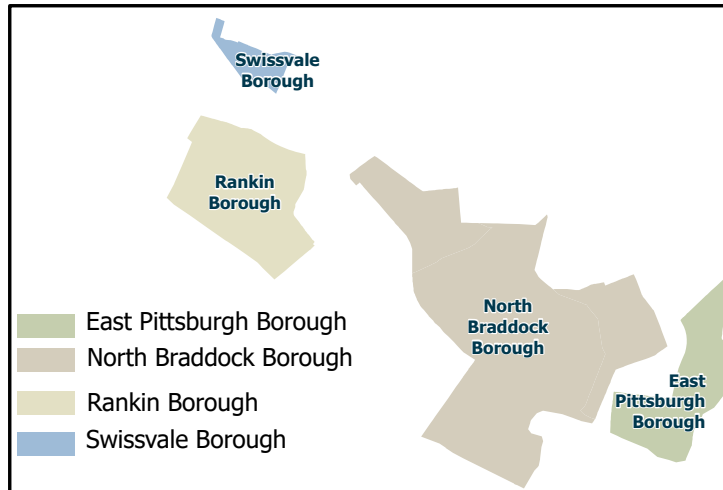 Swissvale
Borough
Rankin
Borough
North
Braddock
Borough
East
Pittsburgh
Borough
East Pittsburgh Borough
North Braddock Borough
Rankin Borough
Swissvale Borough